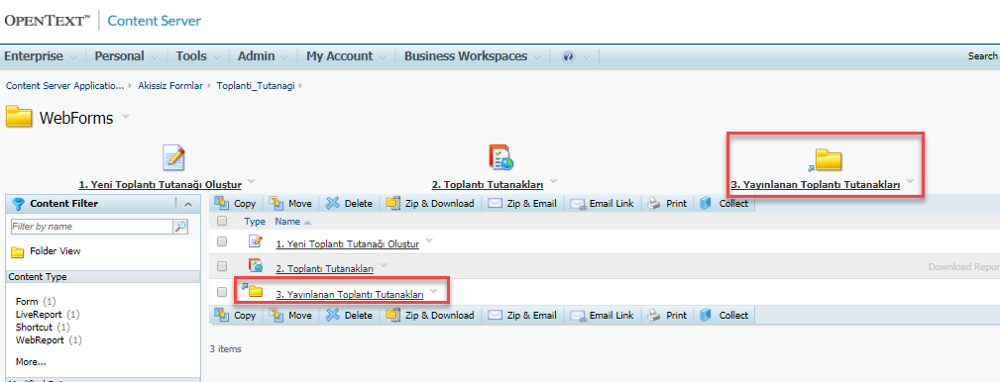 OPENTEXT™ Content Server
Enterprise Personal Tools Admin My Account Business Workspaces Search
Content Server Applicatio... Akissiz Formlar Toplanti_Tutanagi
WebForms
1. Yeni Toplantı Tutanağı Oluştur 2. Toplantı Tutanakları 3. Yayınlanan Toplantı Tutanakları
Content Filter
Filter by name
Folder View
Content Type
Form (1)
LiveReport (1)
Shortcut (1)
WebReport (1)
More...
Copy Move Delete Zip & Download Zip & Email Email Link Print Collect
Type Name
1. Yeni Toplantı Tutanağı Oluştur
2. Toplantı Tutanakları Download Repor
3. Yayınlanan Toplantı Tutanakları
Copy Move Delete Zip & Download Zip & Email Email Link Print Collect
3 items